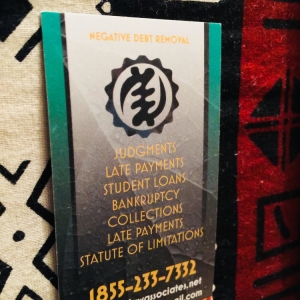 NEGATIVE DEBT REMOVAL
JUDGMENTS
LATE PAYMENTS
STUDENT LOANS
BANKRUPTCY
COLLECTIONS
LATE PAYMENTS
STATUTE OF LIMITATIONS
1855-233-7332